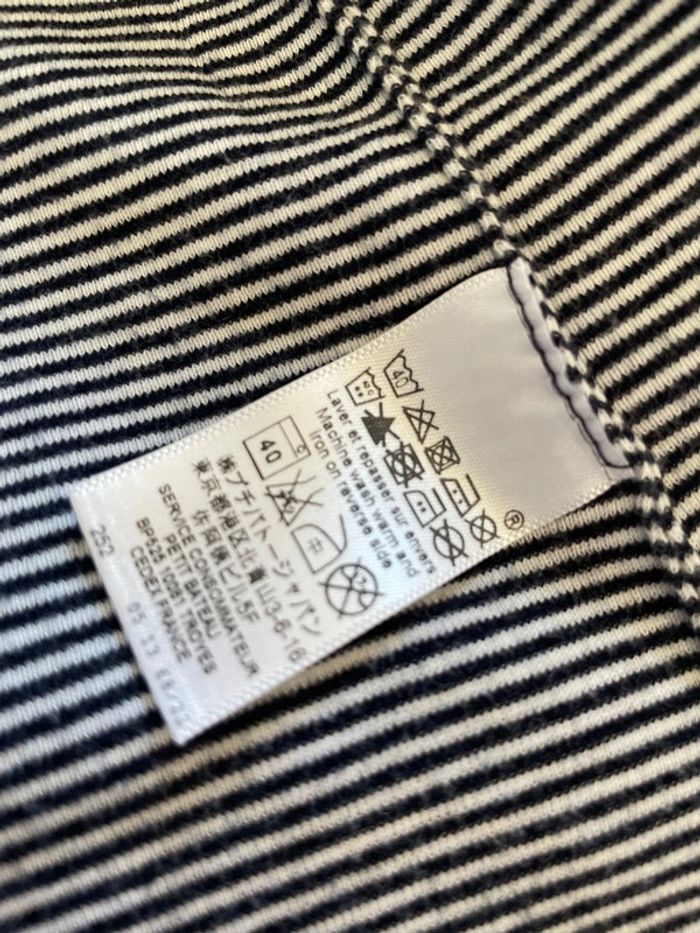 40
Laver et repasser sur envers
Machine wash warm and
iron on reverse side
®
40
中
㈱プチバトージャパン
東京都港区北青山3-6-16
SERVICE CONSOMMATEUR
PETIT BATEAU
BP525 10081 TROYES
CEDEX FRANCE
252